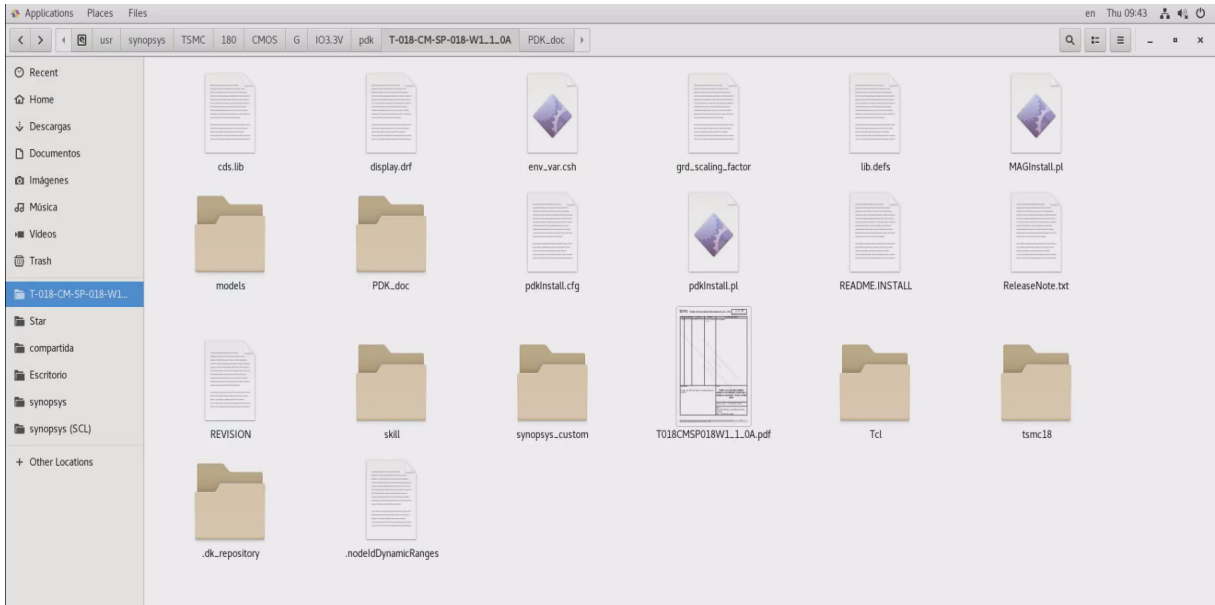 Applications Places Files
en Thu 09:43
usr synopsys TSMC 180 CMOS G IO3.3V pdk T-018-CM-SP-018-W1_1_0A PDK_doc
Recent
Home
Descargas
Documentos
Imágenes
Música
Vídeos
Trash
T-018-CM-SP-018-W1...
Star
compartida
Escritorio
synopsys
synopsys (SCL)
+ Other Locations
cds.lib display.drf env_var.csh grd_scaling_factor lib.defs MAGInstall.pl
models PDK_doc pdkInstall.cfg pdkInstall.pl README.INSTALL ReleaseNote.txt
REVISION skill synopsys_custom T018CMSP018W1_1_0A.pdf Tcl tsmc18
.dk_repository .nodeIdDynamicRanges